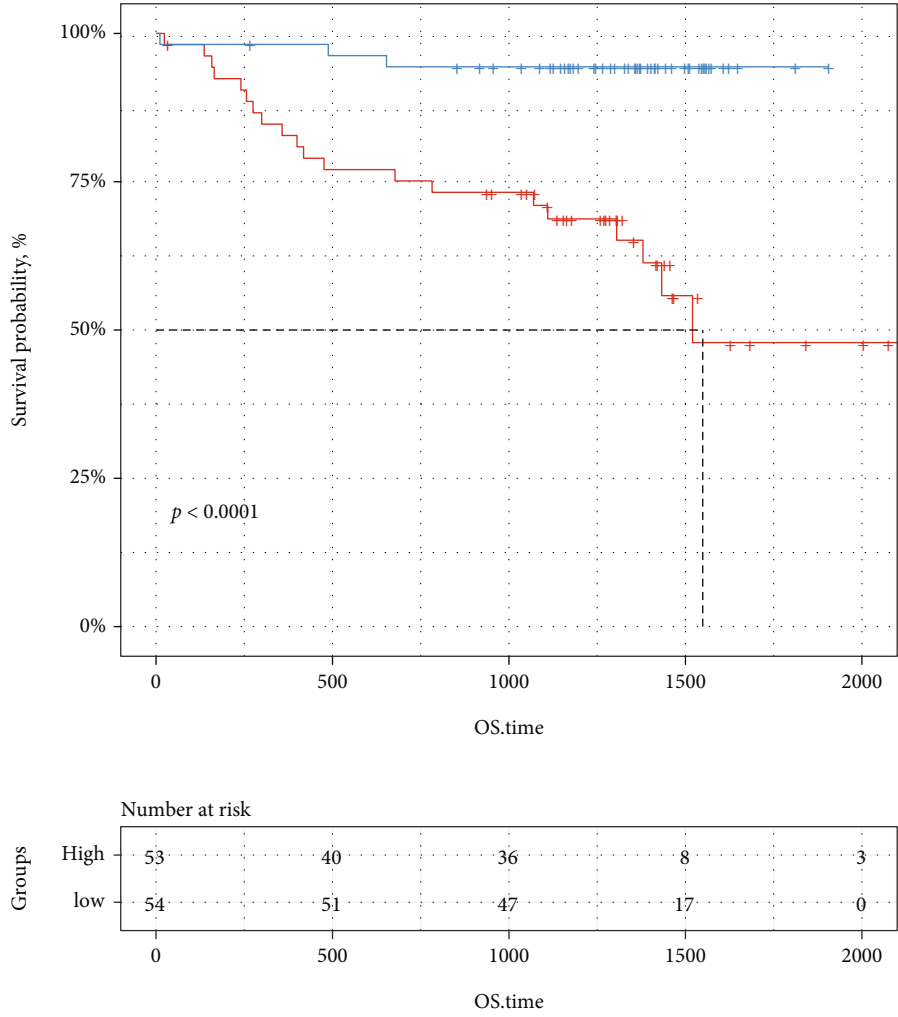 100%
75%
50%
25%
0%
Survival probability, %
p < 0.0001
0 500 1000 1500 2000
OS.time
Number at risk
Groups
High 53 40 36 8 3
low 54 51 47 17 0
0 500 1000 1500 2000
OS.time